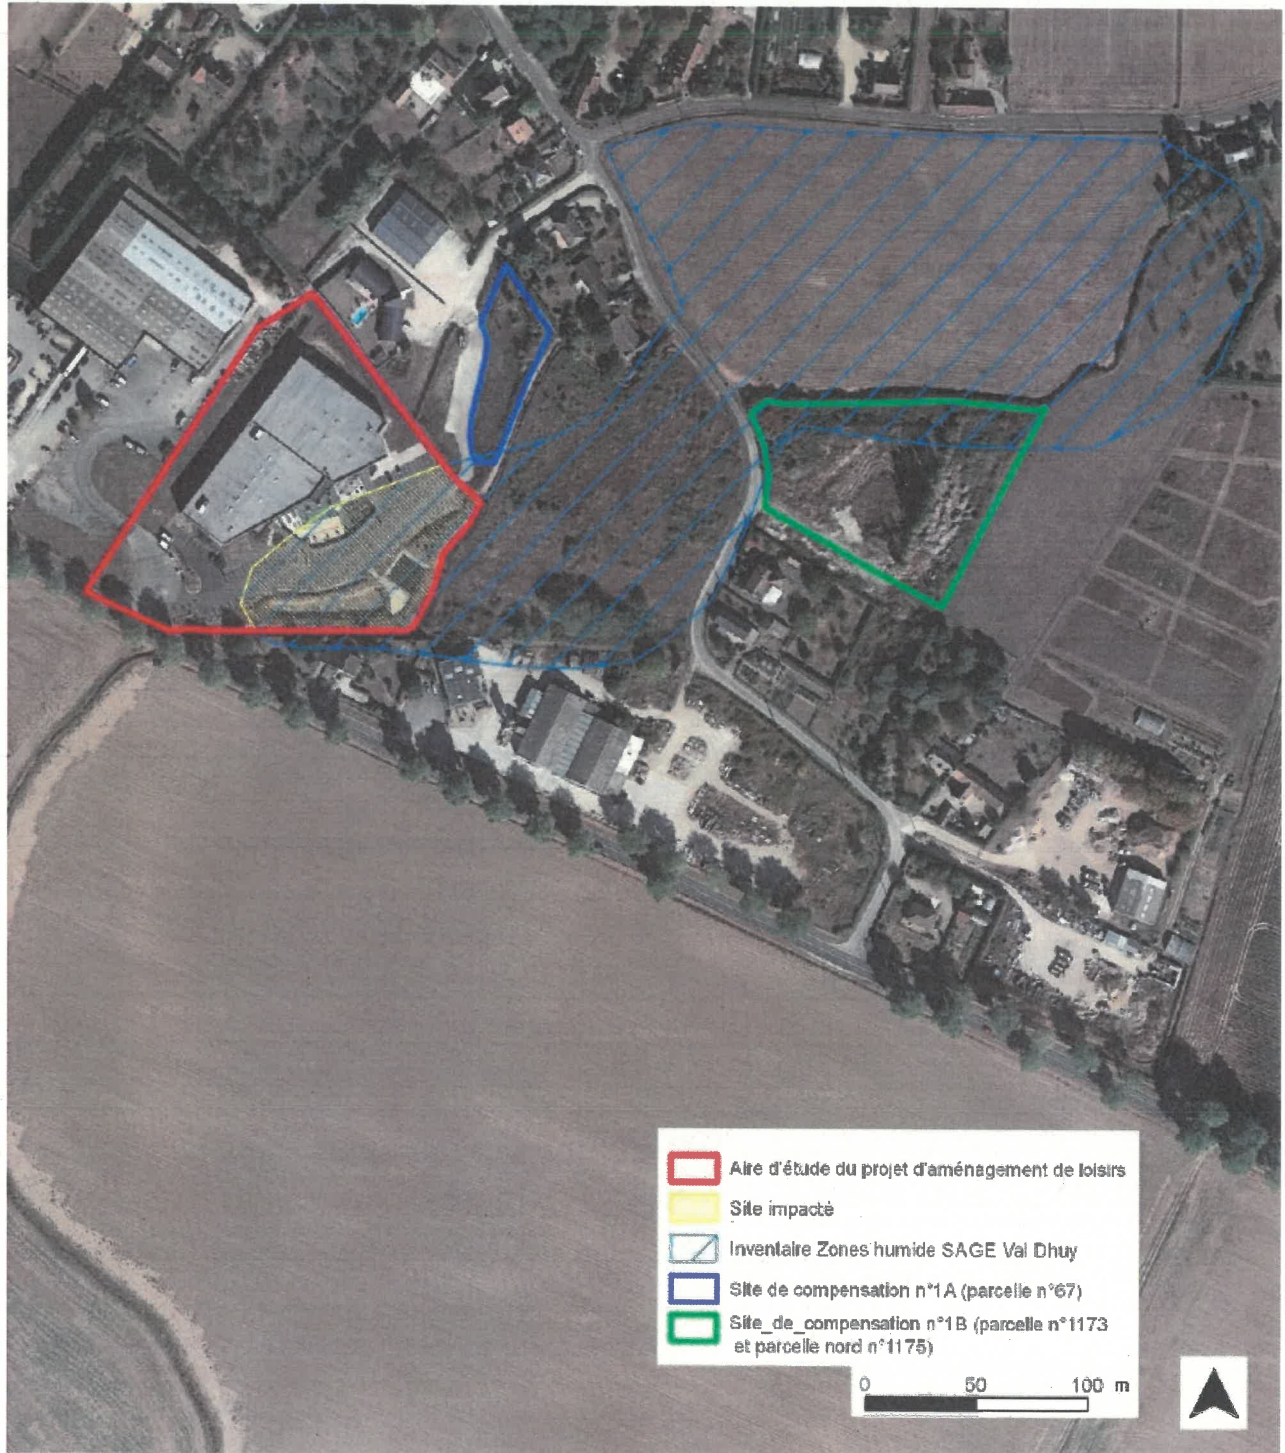 Aire d'étude du projet d'aménagement de loisirs
Site impacté
Inventaire Zones humide SAGE Val Dhuy
Site de compensation n°1A (parcelle n°67)
Site_de_compensation n°1B (parcelle n°1173
et parcelle nord n°1175)
0 50 100 m